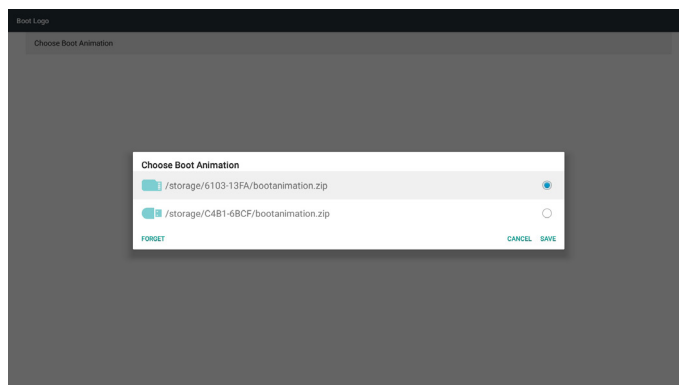 Boot Logo
Choose Boot Animation
Choose Boot Animation
/storage/6103-13FA/bootanimation.zip
/storage/C4B1-6BCF/bootanimation.zip
FORGET CANCEL SAVE